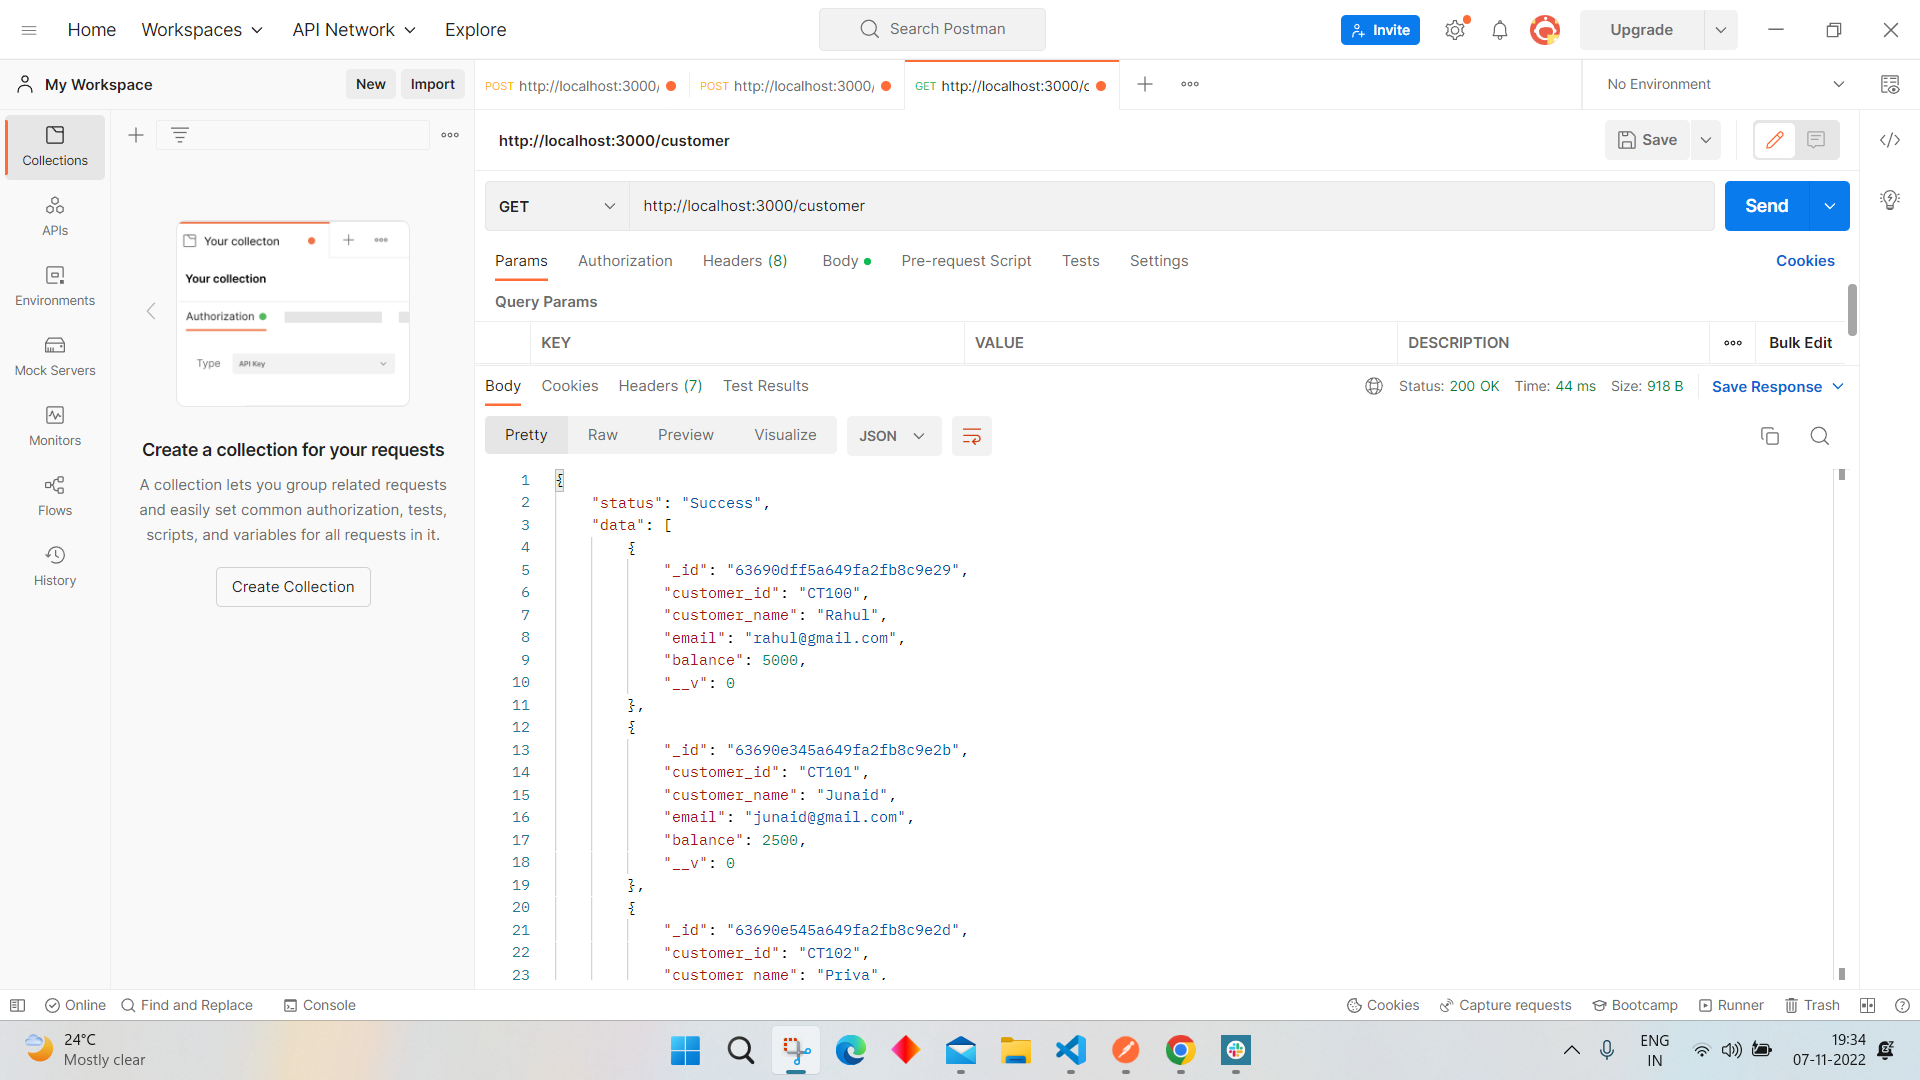 Home Workspaces API Network Explore Search Postman Invite Upgrade
My Workspace New Import POST http://localhost:3000/ POST http://localhost:3000/ GET http://localhost:3000/c No Environment
http://localhost:3000/customer Save
Collections
APIs
Environments
Mock Servers
Monitors
Flows
History
Your collecton
Your collection
Authorization
Type API Key
Create a collection for your requests
A collection lets you group related requests
and easily set common authorization, tests,
scripts, and variables for all requests in it.
Create Collection
GET http://localhost:3000/customer Send
Params Authorization Headers (8) Body Pre-request Script Tests Settings Cookies
Query Params
KEY VALUE DESCRIPTION Bulk Edit
Body Cookies Headers (7) Test Results Status: 200 OK Time: 44 ms Size: 918 B Save Response
Pretty Raw Preview Visualize JSON
1 {
2 "status": "Success",
3 "data": [
4 {
5 "_id": "63690dff5a649fa2fb8c9e29",
6 "customer_id": "CT100",
7 "customer_name": "Rahul",
8 "email": "rahul@gmail.com",
9 "balance": 5000,
10 "__v": 0
11 },
12 {
13 "_id": "63690e345a649fa2fb8c9e2b",
14 "customer_id": "CT101",
15 "customer_name": "Junaid",
16 "email": "junaid@gmail.com",
17 "balance": 2500,
18 "__v": 0
19 },
20 {
21 "_id": "63690e545a649fa2fb8c9e2d",
22 "customer_id": "CT102",
23 "customer_name": "Priya",
Online Find and Replace Console Cookies Capture requests Bootcamp Runner Trash
24°C
Mostly clear
ENG
IN
19:34
07-11-2022